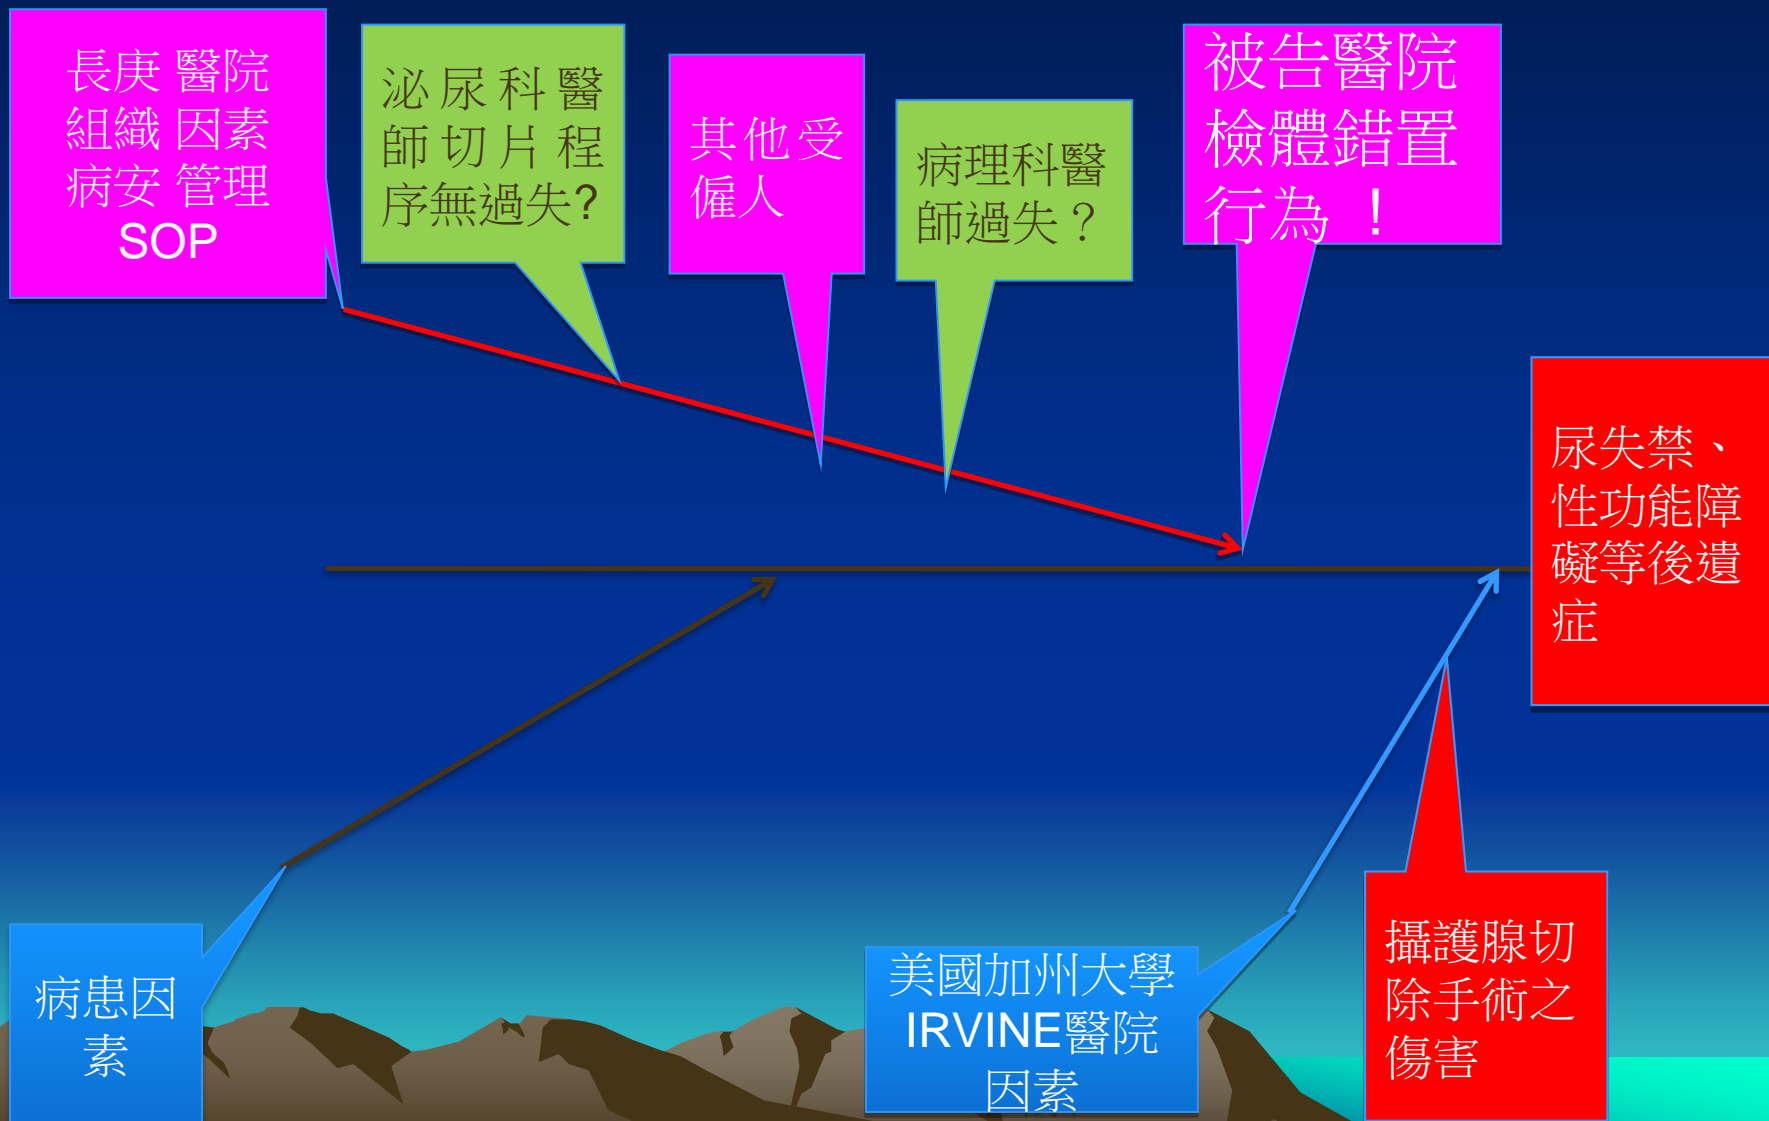 長庚 醫院
組織 因素
病安 管理
SOP
泌尿科醫
師切片程
序無過失?
其他受
僱人
病理科醫
師過失？
被告醫院
檢體錯置
行為 ！
尿失禁、
性功能障
礙等後遺
症
病患因
素
美國加州大學
IRVINE醫院
因素
攝護腺切
除手術之
傷害